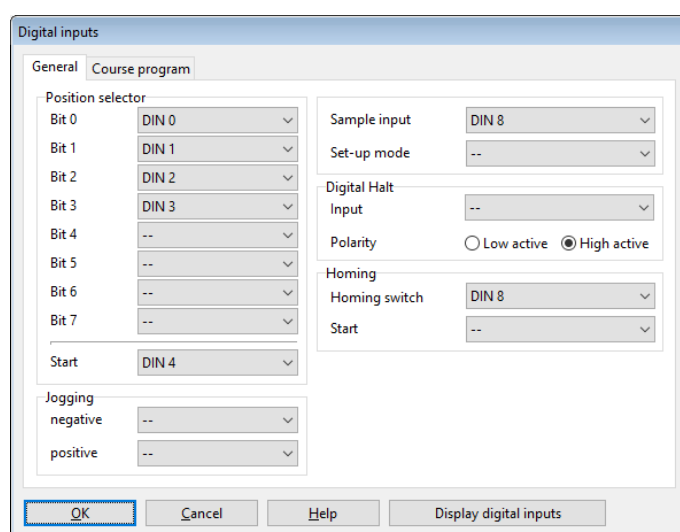 Digital inputs
General Course program
Position selector
Bit 0 DIN 0
Bit 1 DIN 1
Bit 2 DIN 2
Bit 3 DIN 3
Bit 4 --
Bit 5 --
Bit 6 --
Bit 7 --
Start DIN 4
Jogging
negative --
positive --
Sample input DIN 8
Set-up mode --
Digital Halt
Input --
Polarity Low active High active
Homing
Homing switch DIN 8
Start --
OK Cancel Help Display digital inputs